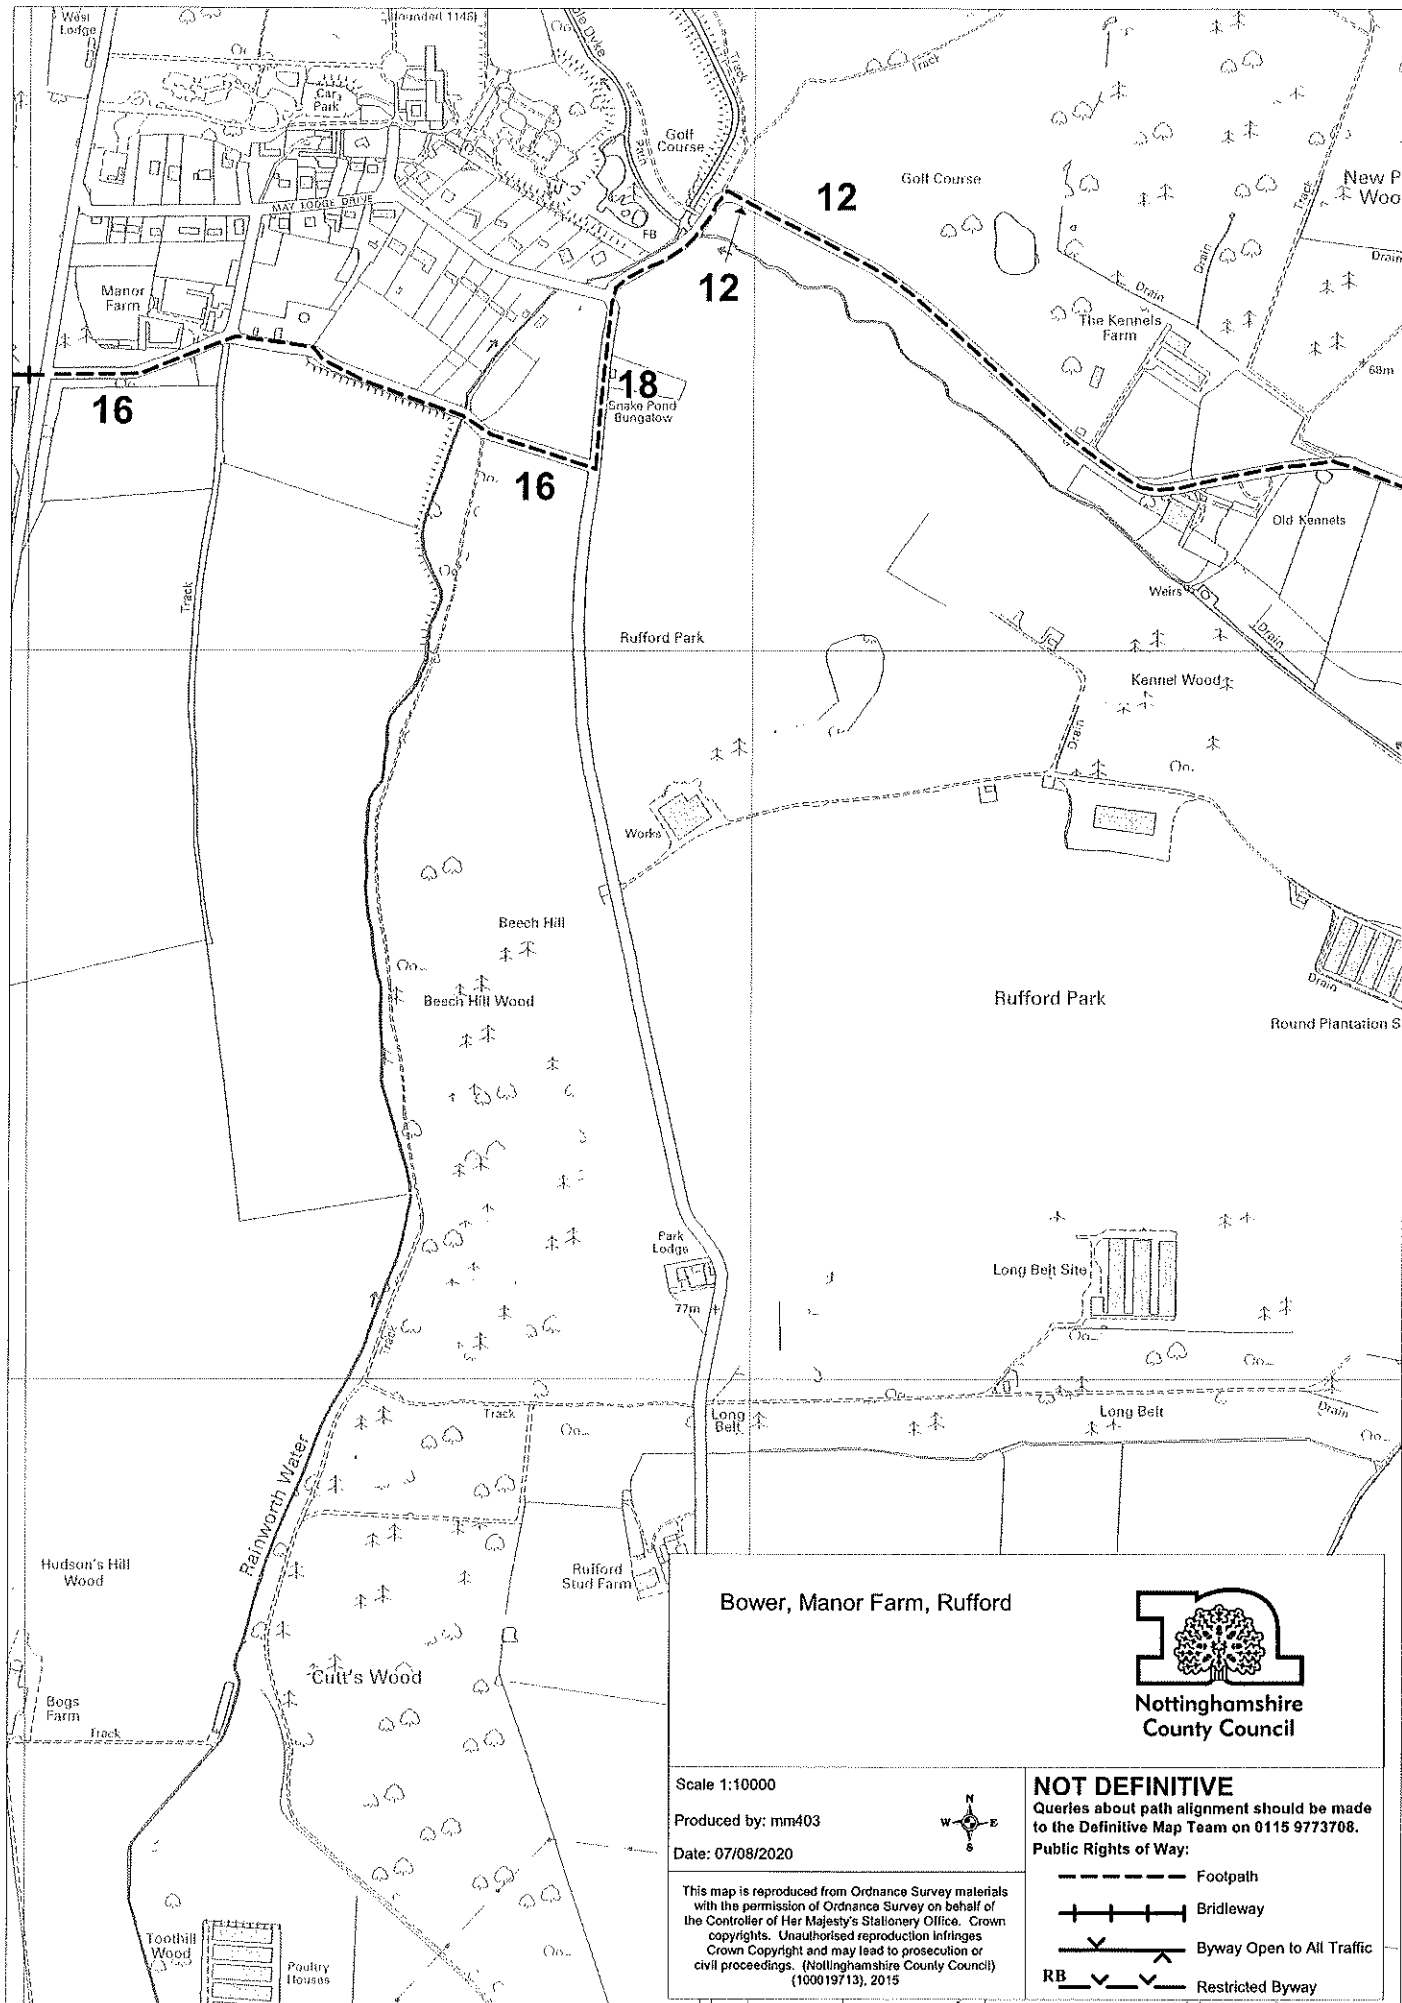 West
Lodge
Car
Park
Path
Track
Track
Golf
Course
Golf Course
12
New P
Woo
Track
MAY LODGE DRIVE
FB
Drain
Drain
Drain
Manor
Farm
12
The Kennels
Farm
68m
16
18
Snake Pond
Bungalow
16
Old Kennels
Track
Weirs
Drain
Rufford Park
Kennel Wood
Drain
Works
Beech Hill
Beech Hill Wood
Rufford Park
Drain
Round Plantation S
Park
Lodge
77m
Long Belt Site
Track
Track
Long
Belt
Long Belt
Drain
Rainworth Water
Hudson's Hill
Wood
Rufford
Stud Farm
Cutt's Wood
Bogs
Farm
Track
Toothill
Wood
Poultry
Houses
Bower, Manor Farm, Rufford
Nottinghamshire
County Council
Scale 1:10000
Produced by: mm403
Date: 07/08/2020
N
W E
S
This map is reproduced from Ordnance Survey materials
with the permission of Ordnance Survey on behalf of
the Controller of Her Majesty's Stationery Office. Crown
copyrights. Unauthorised reproduction infringes
Crown Copyright and may lead to prosecution or
civil proceedings. (Nottinghamshire County Council)
(100019713), 2015
NOT DEFINITIVE
Queries about path alignment should be made
to the Definitive Map Team on 0115 9773708.
Public Rights of Way:
Footpath
Bridleway
Byway Open to All Traffic
RB Restricted Byway